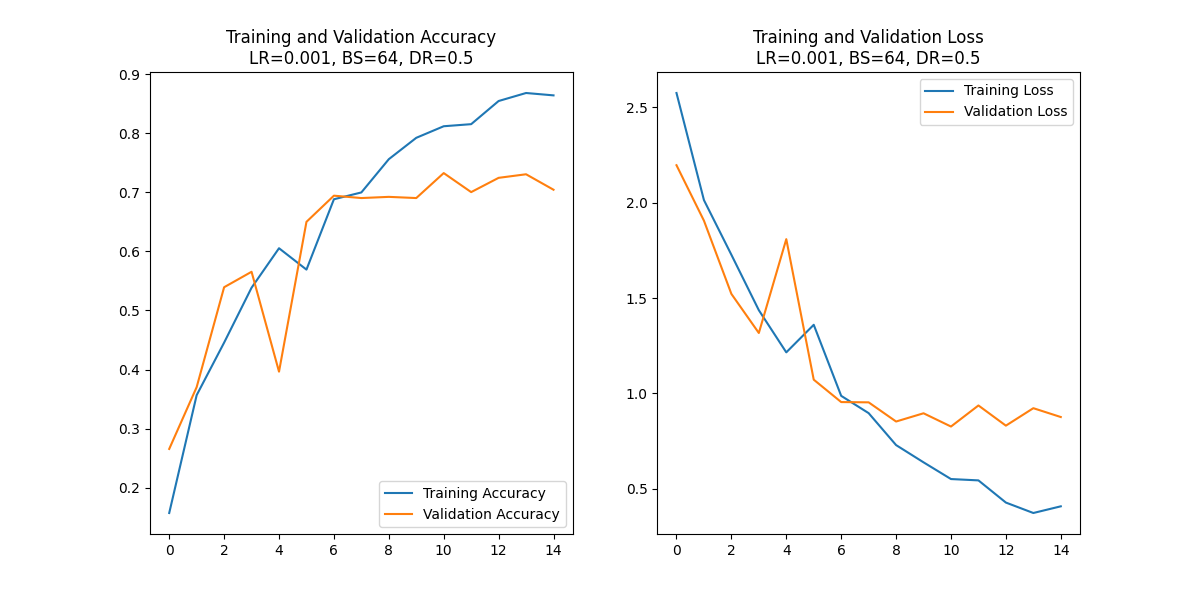 Training and Validation Accuracy
LR=0.001, BS=64, DR=0.5
0.9
0.8
0.7
0.6
0.5
0.4
0.3
0.2
Training Accuracy
Validation Accuracy
0 2 4 6 8 10 12 14
Training and Validation Loss
LR=0.001, BS=64, DR=0.5
Training Loss
Validation Loss
2.5
2.0
1.5
1.0
0.5
0 2 4 6 8 10 12 14